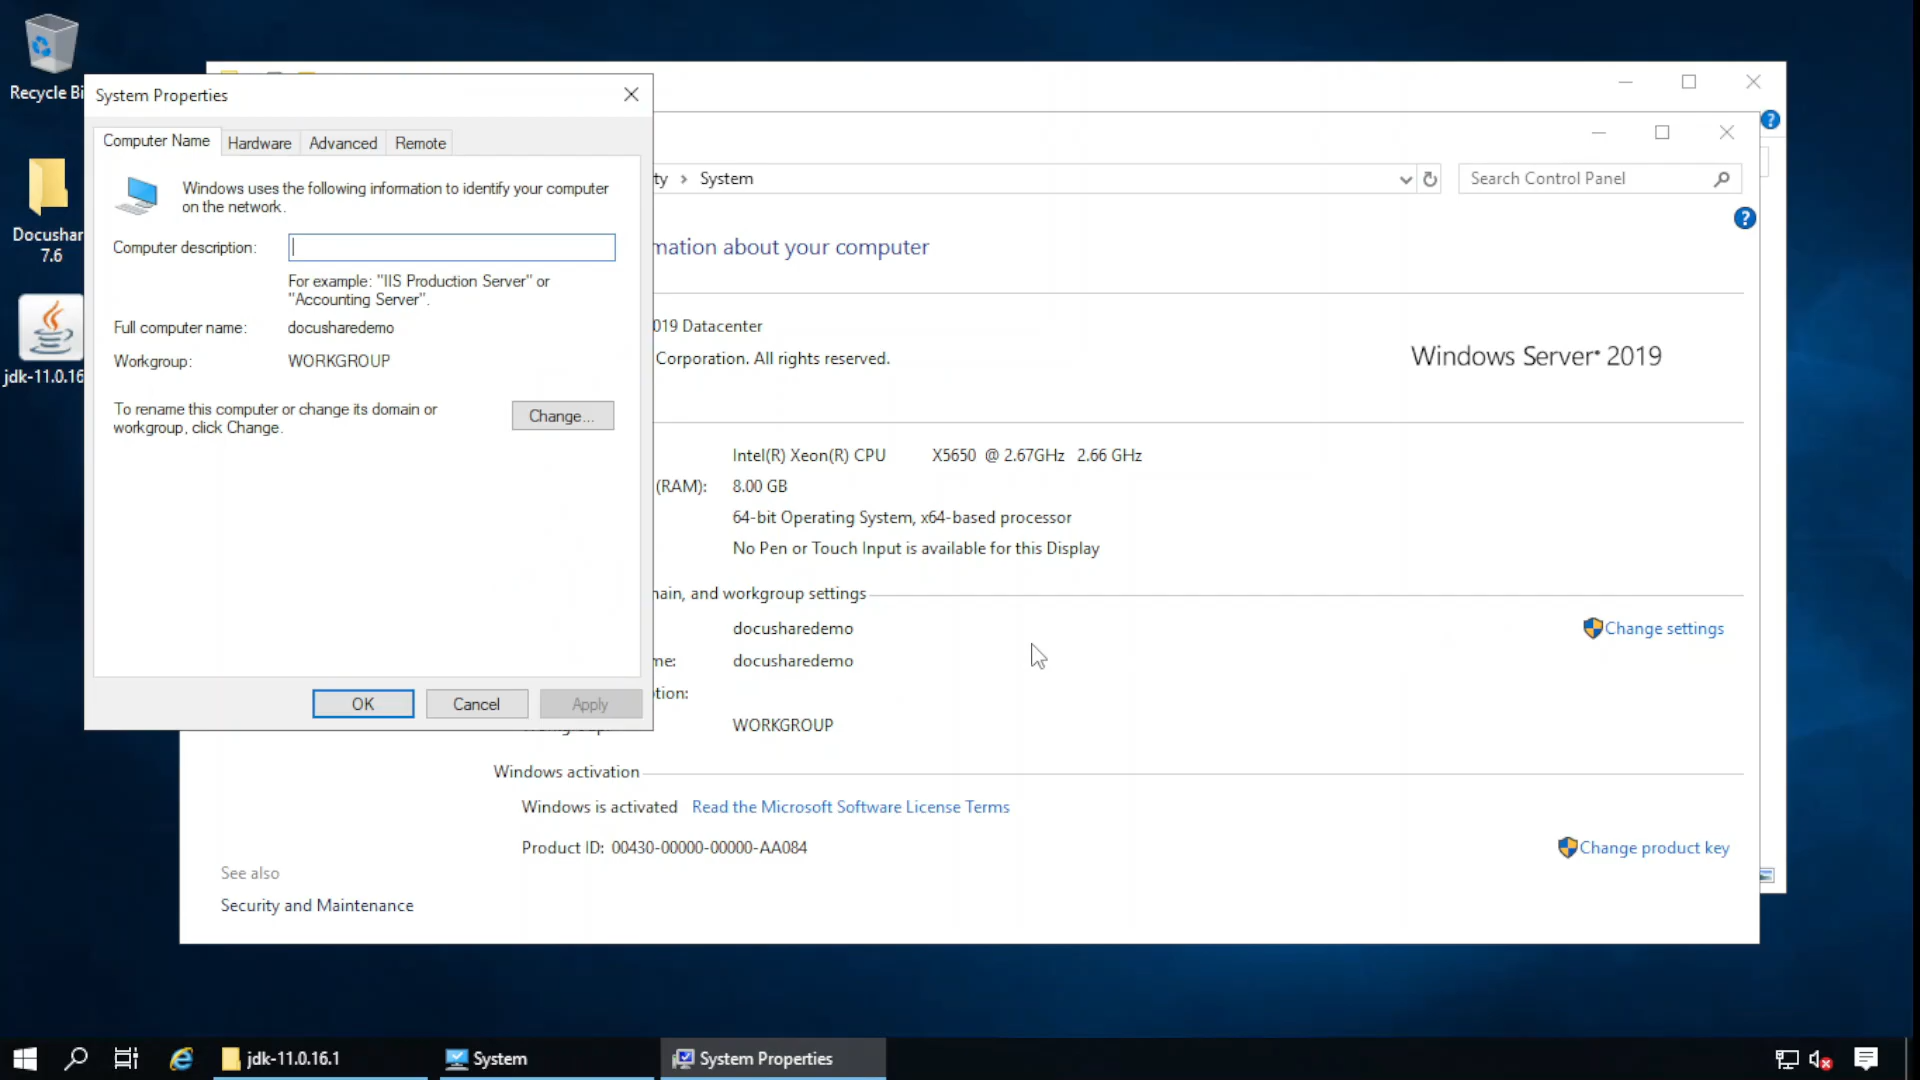 Recycle Bi
Docushar
7.6
jdk-11.0.16
System Properties
Computer Name
Hardware
Advanced
Remote
Windows uses the following information to identify your computer
on the network.
Computer description:
For example: "IIS Production Server" or
"Accounting Server".
Full computer name:
docusharedemo
Workgroup:
WORKGROUP
To rename this computer or change its domain or
workgroup, click Change.
Change...
OK
Cancel
Apply
ty > System
Search Control Panel
mation about your computer
019 Datacenter
Corporation. All rights reserved.
Windows Server 2019
Intel(R) Xeon(R) CPU X5650 @ 2.67GHz 2.66 GHz
(RAM): 8.00 GB
64-bit Operating System, x64-based processor
No Pen or Touch Input is available for this Display
main, and workgroup settings
docusharedemo
Change settings
me: docusharedemo
ption:
WORKGROUP
Windows activation
Windows is activated Read the Microsoft Software License Terms
Product ID: 00430-00000-00000-AA084
Change product key
See also
Security and Maintenance
jdk-11.0.16.1
System
System Properties